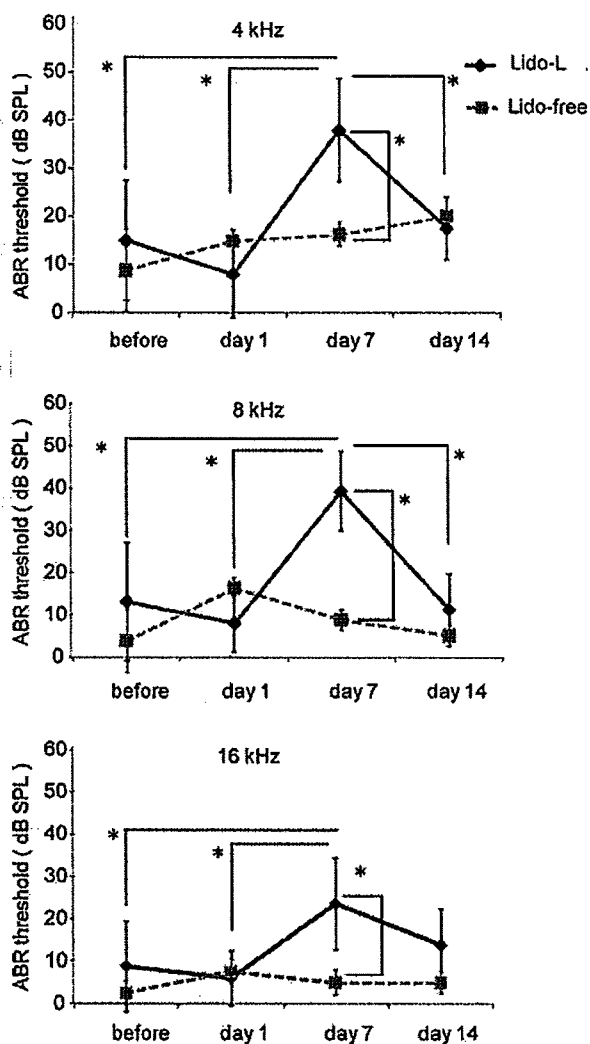 4 kHz
Lido-L
Lido-free
ABR threshold ( dB SPL )
60
50
40
30
20
10
0
* * * *
before day 1 day 7 day 14
8 kHz
ABR threshold ( dB SPL )
60
50
40
30
20
10
0
* * * *
before day 1 day 7 day 14
16 kHz
ABR threshold ( dB SPL )
60
50
40
30
20
10
0
* * *
before day 1 day 7 day 14